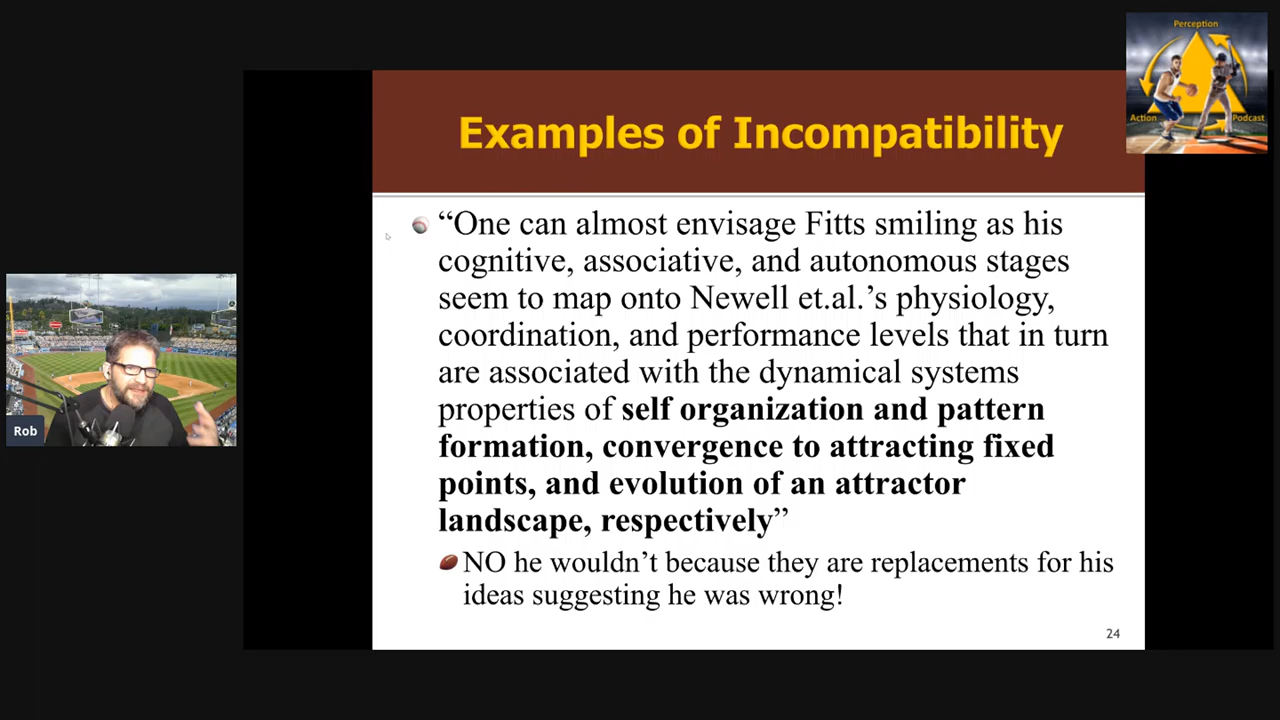 Perception
Action
Podcast
Examples of Incompatibility
“One can almost envisage Fitts smiling as his
cognitive, associative, and autonomous stages
seem to map onto Newell et.al.’s physiology,
coordination, and performance levels that in turn
are associated with the dynamical systems
properties of self organization and pattern
formation, convergence to attracting fixed
points, and evolution of an attractor
landscape, respectively”
NO he wouldn’t because they are replacements for his
ideas suggesting he was wrong!
24
Rob